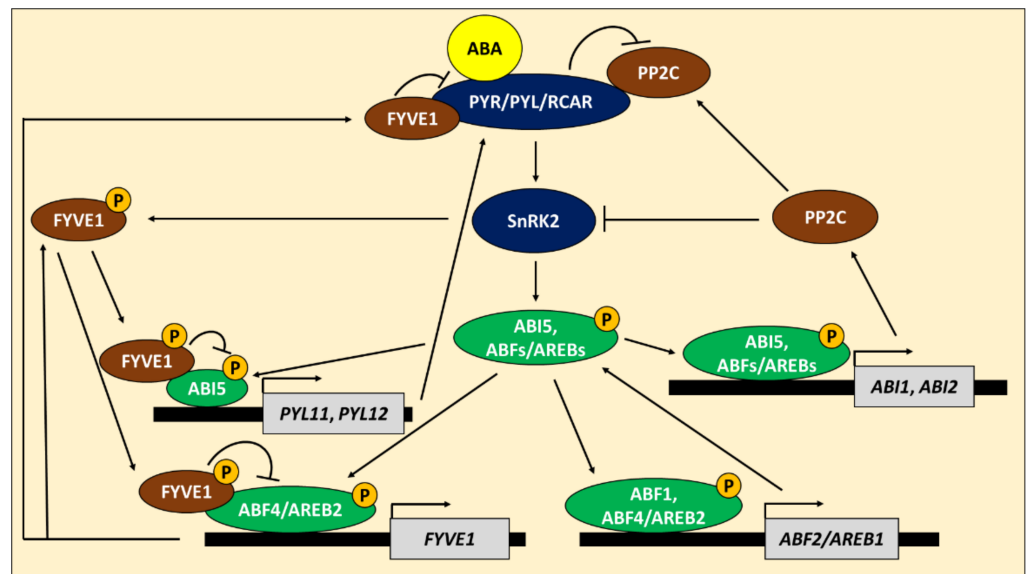 ABA
PP2C
PYR/PYL/RCAR
FYVE1
P
FYVE1
SnRK2
PP2C
P
ABI5,
ABFs/AREBs
P
FYVE1
P
ABI5
PYL11, PYL12
P
ABI5,
ABFs/AREBs
ABI1, ABI2
P
FYVE1
P
ABF4/AREB2
FYVE1
P
ABF1,
ABF4/AREB2
ABF2/AREB1